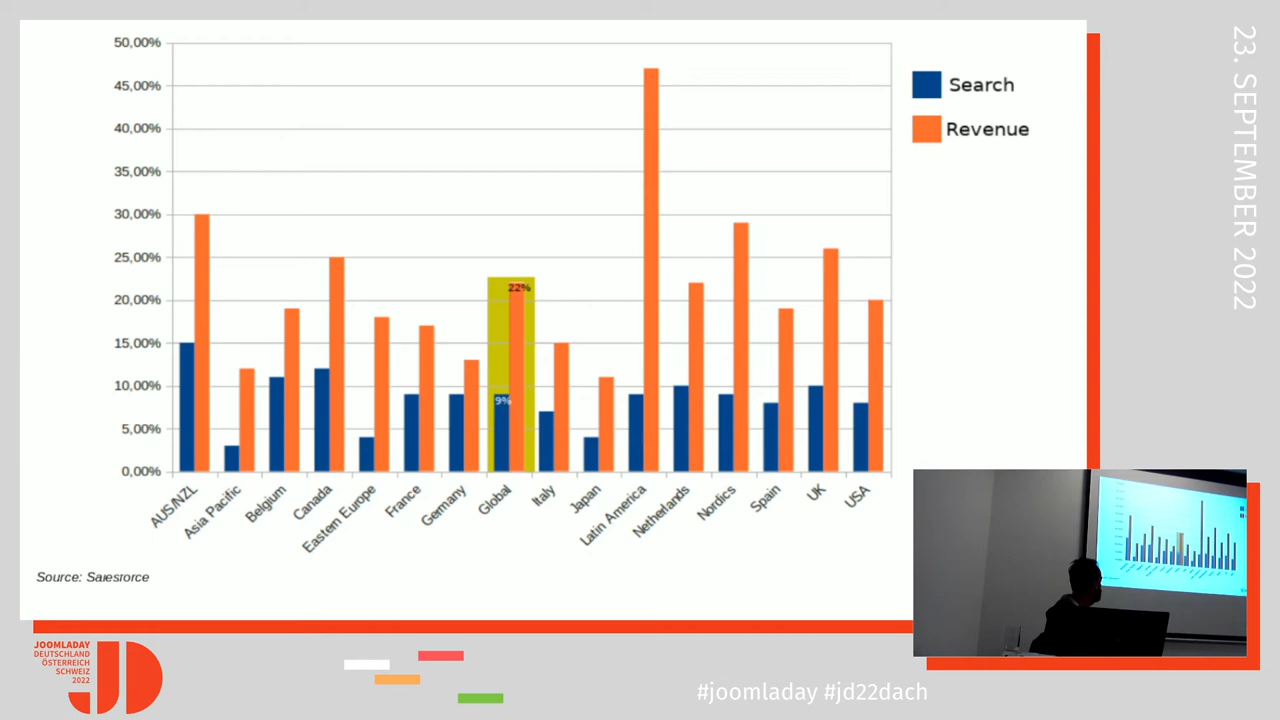 50,00%
45,00%
40,00%
35,00%
30,00%
25,00%
20,00%
15,00%
10,00%
5,00%
0,00%
22%
9%
AUS/NZL
Asia Pacific
Belgium
Canada
Eastern Europe
France
Germany
Global
Italy
Japan
Latin America
Netherlands
Nordics
Spain
UK
USA
Search
Revenue
Source: Salesforce
23. SEPTEMBER 2022
JOOMLADAY
DEUTSCHLAND
ÖSTERREICH
SCHWEIZ
2022
JD
#joomladay #jd22dach